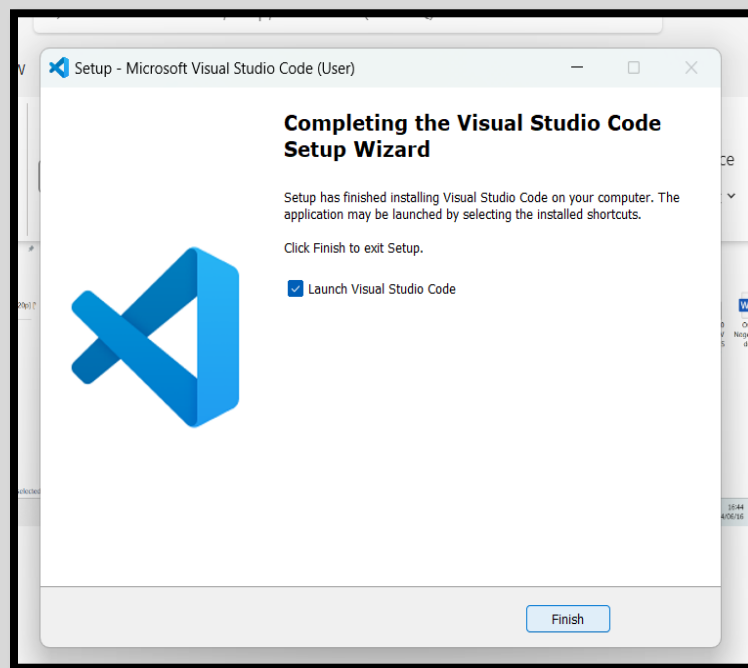 Setup - Microsoft Visual Studio Code (User)
Completing the Visual Studio Code
Setup Wizard
Setup has finished installing Visual Studio Code on your computer. The
application may be launched by selecting the installed shortcuts.
Click Finish to exit Setup.
Launch Visual Studio Code
Finish
16:44